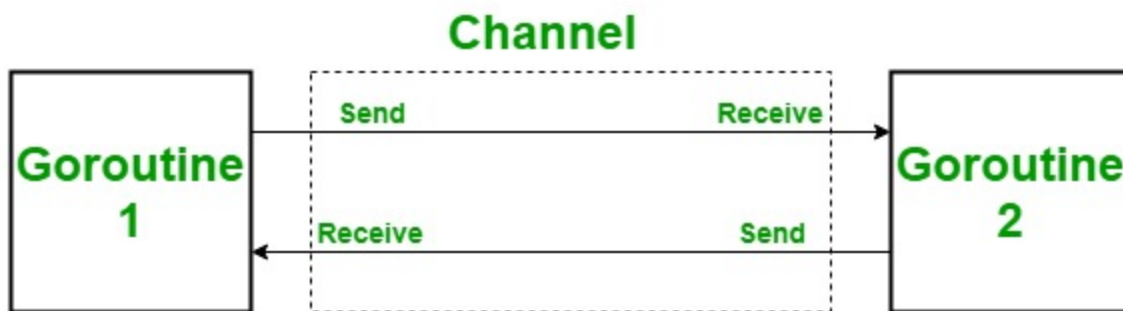 Channel
Send
Receive
Goroutine
1
Goroutine
2
Receive
Send